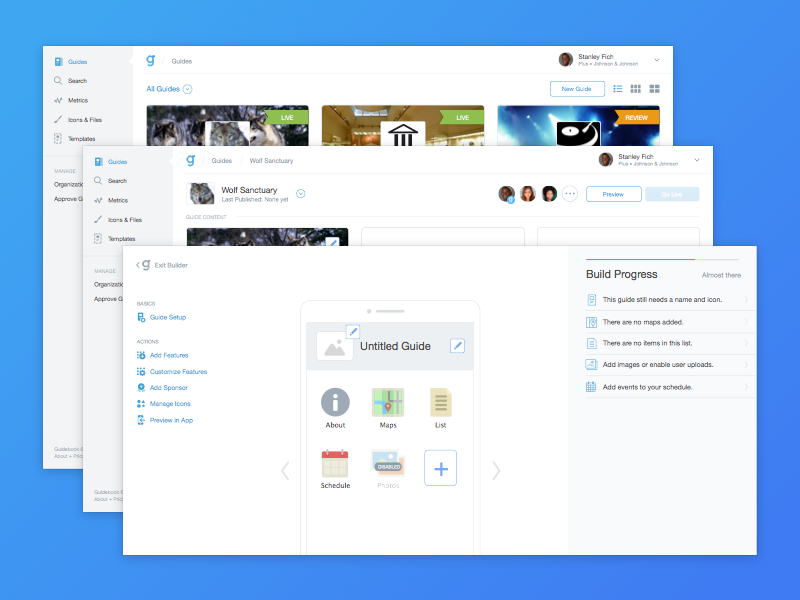 Guides
Search
Metrics
Icons & Files
Templates
MANAGE
Approve G
Guides
Stanley Fich
Plus • Johnson & Johnson
All Guides
New Guide
LIVE
LIVE
REVIEW
Guides
Search
Metrics
Icons & Files
Templates
MANAGE
Approve G
Guides
Wolf Sanctuary
Stanley Fich
Plus • Johnson & Johnson
Wolf Sanctuary
Last Published: None yet
Preview
Go Live
GUIDE CONTENT
Exit Builder
BASICS
Guide Setup
ACTIONS
Add Features
Customize Features
Add Sponsor
Manage Icons
Preview in App
Untitled Guide
About
Maps
List
Schedule
DISABLED
Photos
Build Progress
Almost there
This guide still needs a name and icon.
There are no maps added.
There are no items in this list.
Add images or enable user uploads.
Add events to your schedule.
Guidebook
About • Pric
Guidebook
About • Pric